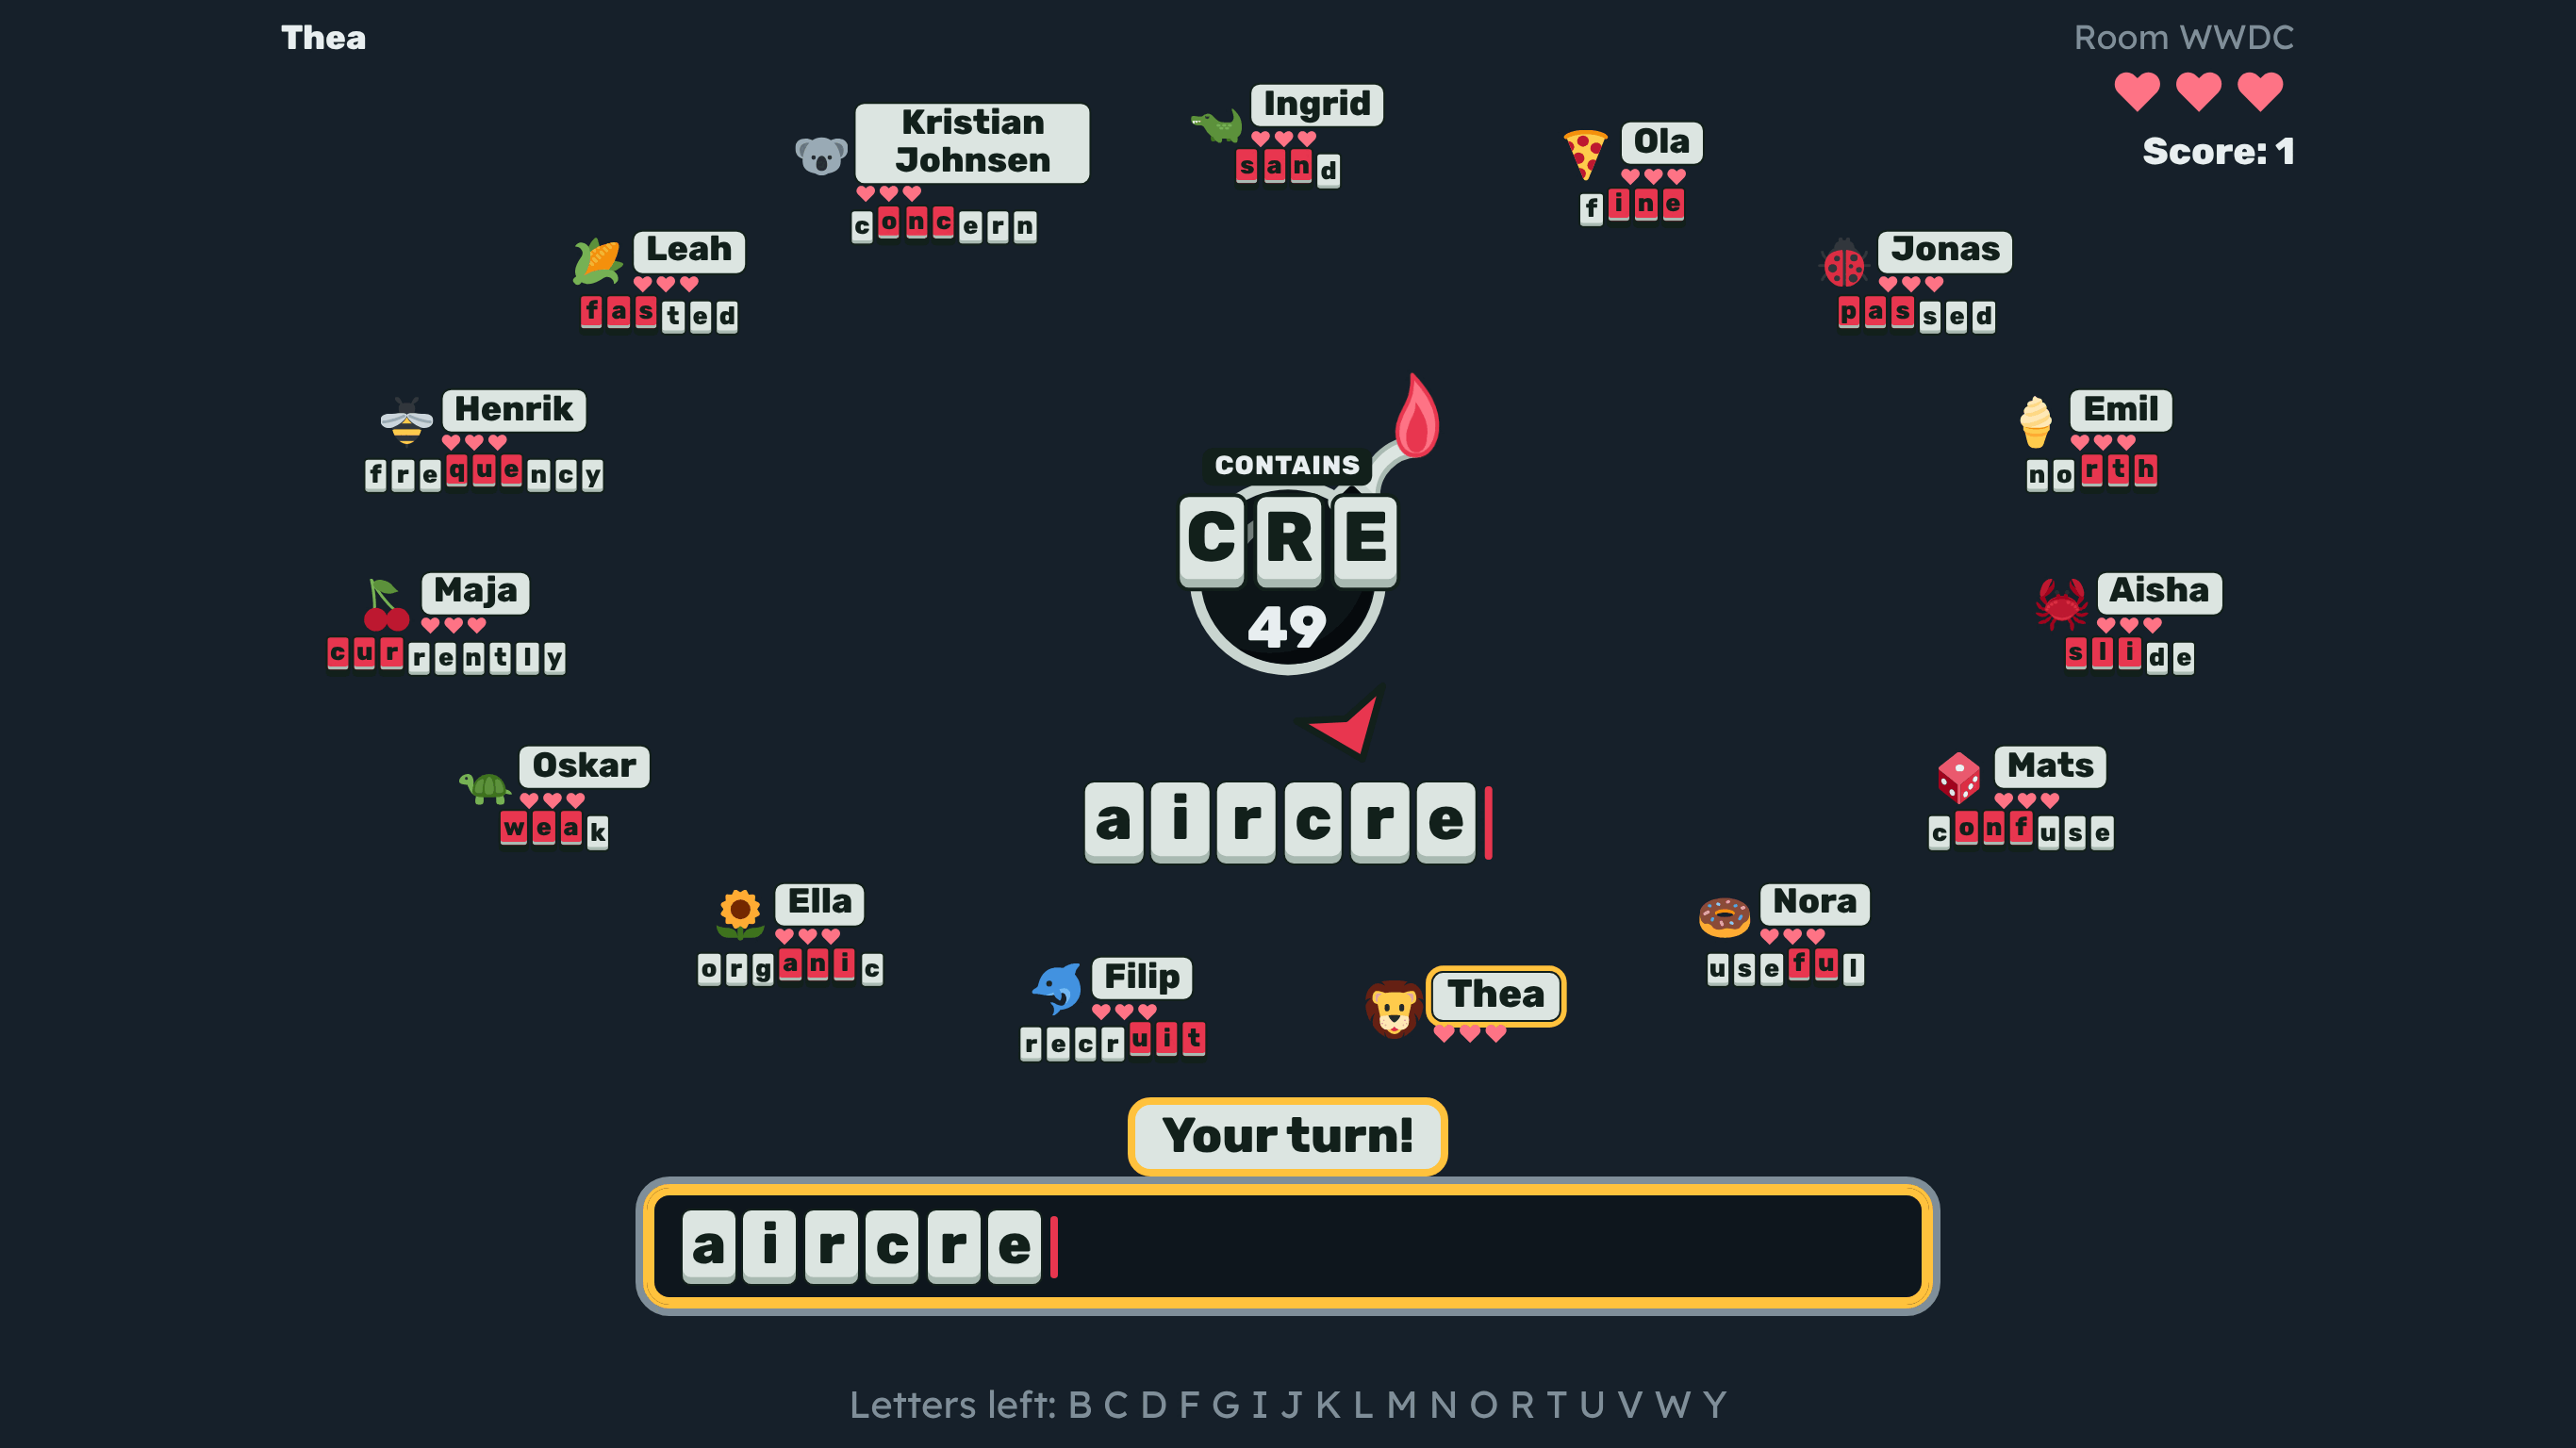 Thea
Room WWDC
Score: 1
Kristian
Johnsen
concern
Ingrid
sand
Ola
fine
Leah
fasted
Jonas
passed
Henrik
frequency
Emil
north
CONTAINS
CRE
49
Maja
currently
Aisha
slide
Oskar
weak
Mats
confuse
aircre
Ella
organic
Nora
useful
Filip
recruit
Thea
Your turn!
aircre
Letters left: B C D F G I J K L M N O R T U V W Y